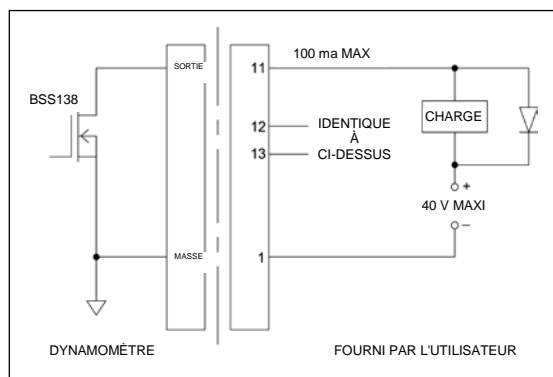 100 ma MAX
SORTIE
11
BSS138
CHARGE
12
IDENTIQUE
À
13
CI-DESSUS
+
40 V MAXI
–
MASSE
1
DYNAMOMÈTRE
FOURNI PAR L'UTILISATEUR